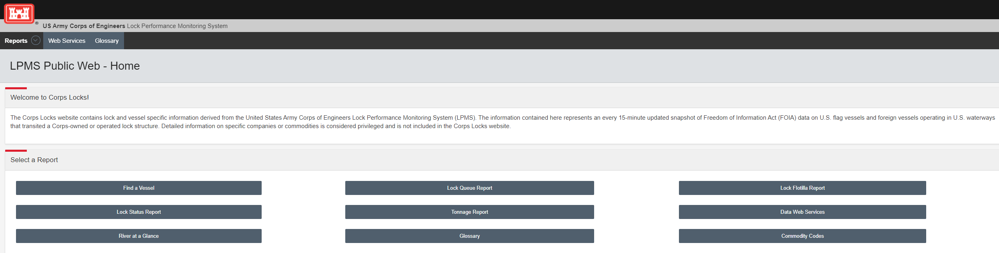 ®
US Army Corps of Engineers Lock Performance Monitoring System
Reports Web Services Glossary
LPMS Public Web - Home
Welcome to Corps Locks!
The Corps Locks website contains lock and vessel specific information derived from the United States Army Corps of Engineers Lock Performance Monitoring System (LPMS). The information contained here represents an every 15-minute updated snapshot of Freedom of Information Act (FOIA) data on U.S. flag vessels and foreign vessels operating in U.S. waterways
that transited a Corps-owned or operated lock structure. Detailed information on specific companies or commodities is considered privileged and is not included in the Corps Locks website.
Select a Report
Find a Vessel Lock Queue Report Lock Flotilla Report
Lock Status Report Tonnage Report Data Web Services
River at a Glance Glossary Commodity Codes